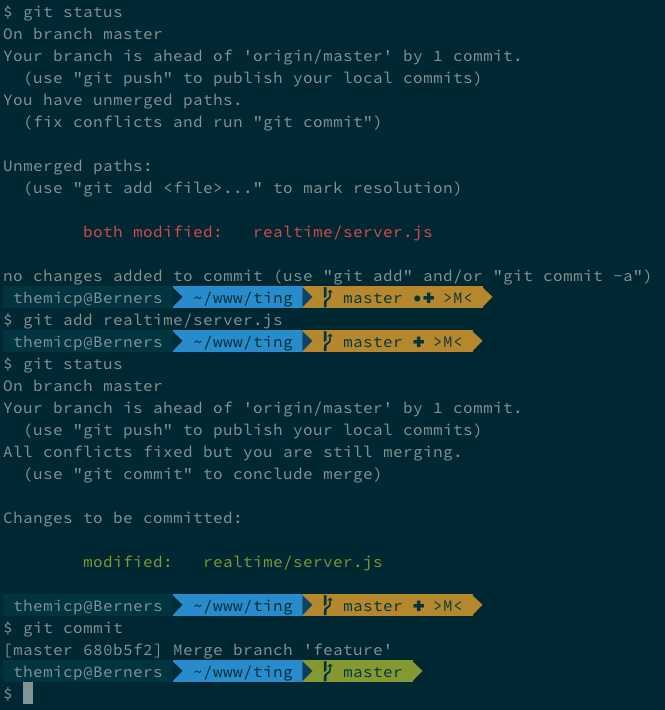 $ git status
On branch master
Your branch is ahead of 'origin/master' by 1 commit.
  (use "git push" to publish your local commits)
You have unmerged paths.
  (fix conflicts and run "git commit")

Unmerged paths:
  (use "git add <file>..." to mark resolution)

        both modified:   realtime/server.js

no changes added to commit (use "git add" and/or "git commit -a")
themicp@Berners ~/www/ting master ●✚ >M<
$ git add realtime/server.js
themicp@Berners ~/www/ting master ✚ >M<
$ git status
On branch master
Your branch is ahead of 'origin/master' by 1 commit.
  (use "git push" to publish your local commits)
All conflicts fixed but you are still merging.
  (use "git commit" to conclude merge)

Changes to be committed:

        modified:   realtime/server.js

themicp@Berners ~/www/ting master ✚ >M<
$ git commit
[master 680b5f2] Merge branch 'feature'
themicp@Berners ~/www/ting master
$